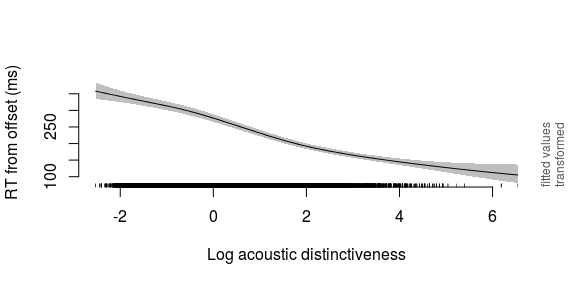 RT from offset (ms)
250
100
-2 0 2 4 6
Log acoustic distinctiveness
fitted values
transformed